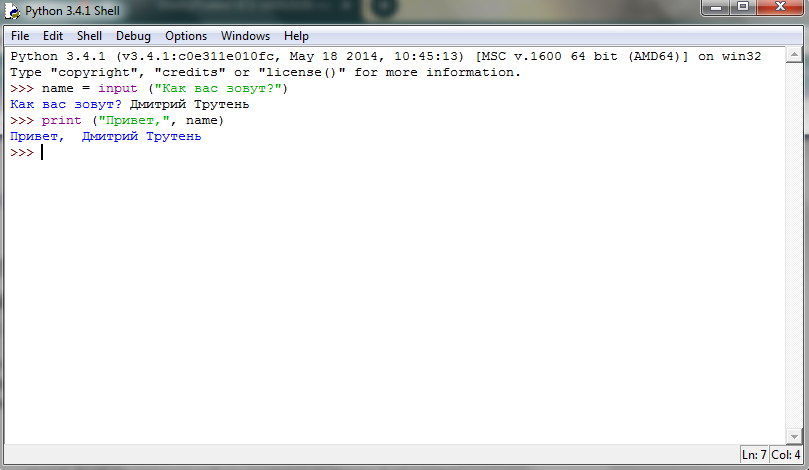 Python 3.4.1 Shell
File Edit Shell Debug Options Windows Help
Python 3.4.1 (v3.4.1:c0e311e010fc, May 18 2014, 10:45:13) [MSC v.1600 64 bit (AMD64)] on win32
Type "copyright", "credits" or "license()" for more information.
>>> name = input ("Как вас зовут?")
Как вас зовут? Дмитрий Трутень
>>> print ("Привет,", name)
Привет,  Дмитрий Трутень
>>>
Ln: 7 Col: 4